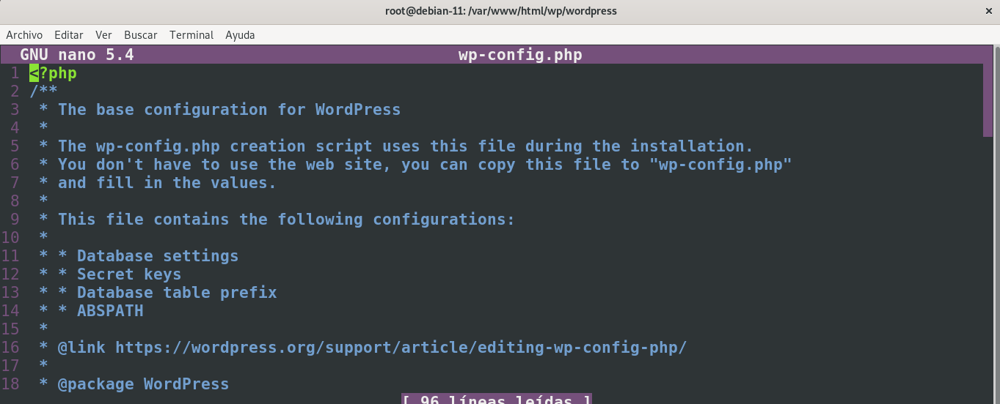 root@debian-11: /var/www/html/wp/wordpress ×
Archivo Editar Ver Buscar Terminal Ayuda
GNU nano 5.4 wp-config.php
1 <?php
2 /**
3 * The base configuration for WordPress
4 *
5 * The wp-config.php creation script uses this file during the installation.
6 * You don't have to use the web site, you can copy this file to "wp-config.php"
7 * and fill in the values.
8 *
9 * This file contains the following configurations:
10 *
11 * * Database settings
12 * * Secret keys
13 * * Database table prefix
14 * * ABSPATH
15 *
16 * @link https://wordpress.org/support/article/editing-wp-config-php/
17 *
18 * @package WordPress
[ 96 líneas leídas ]